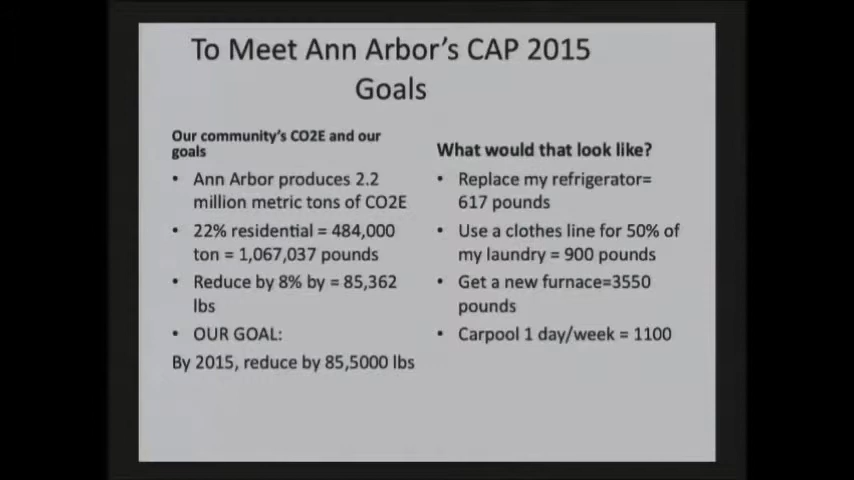 To Meet Ann Arbor's CAP 2015
Goals
Our community's CO2E and our
goals
• Ann Arbor produces 2.2
million metric tons of CO2E
• 22% residential = 484,000
ton = 1,067,037 pounds
• Reduce by 8% by = 85,362
lbs
• OUR GOAL:
By 2015, reduce by 85,5000 lbs
What would that look like?
• Replace my refrigerator=
617 pounds
• Use a clothes line for 50% of
my laundry = 900 pounds
• Get a new furnace=3550
pounds
• Carpool 1 day/week = 1100